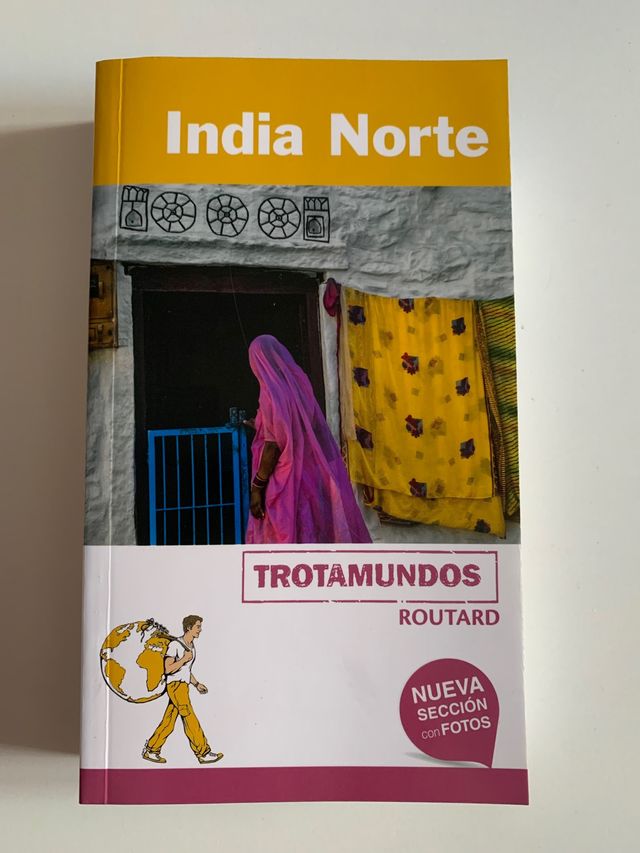 India Norte
TROTAMUNDOS
ROUTARD
NUEVA
SECCIÓN
con FOTOS